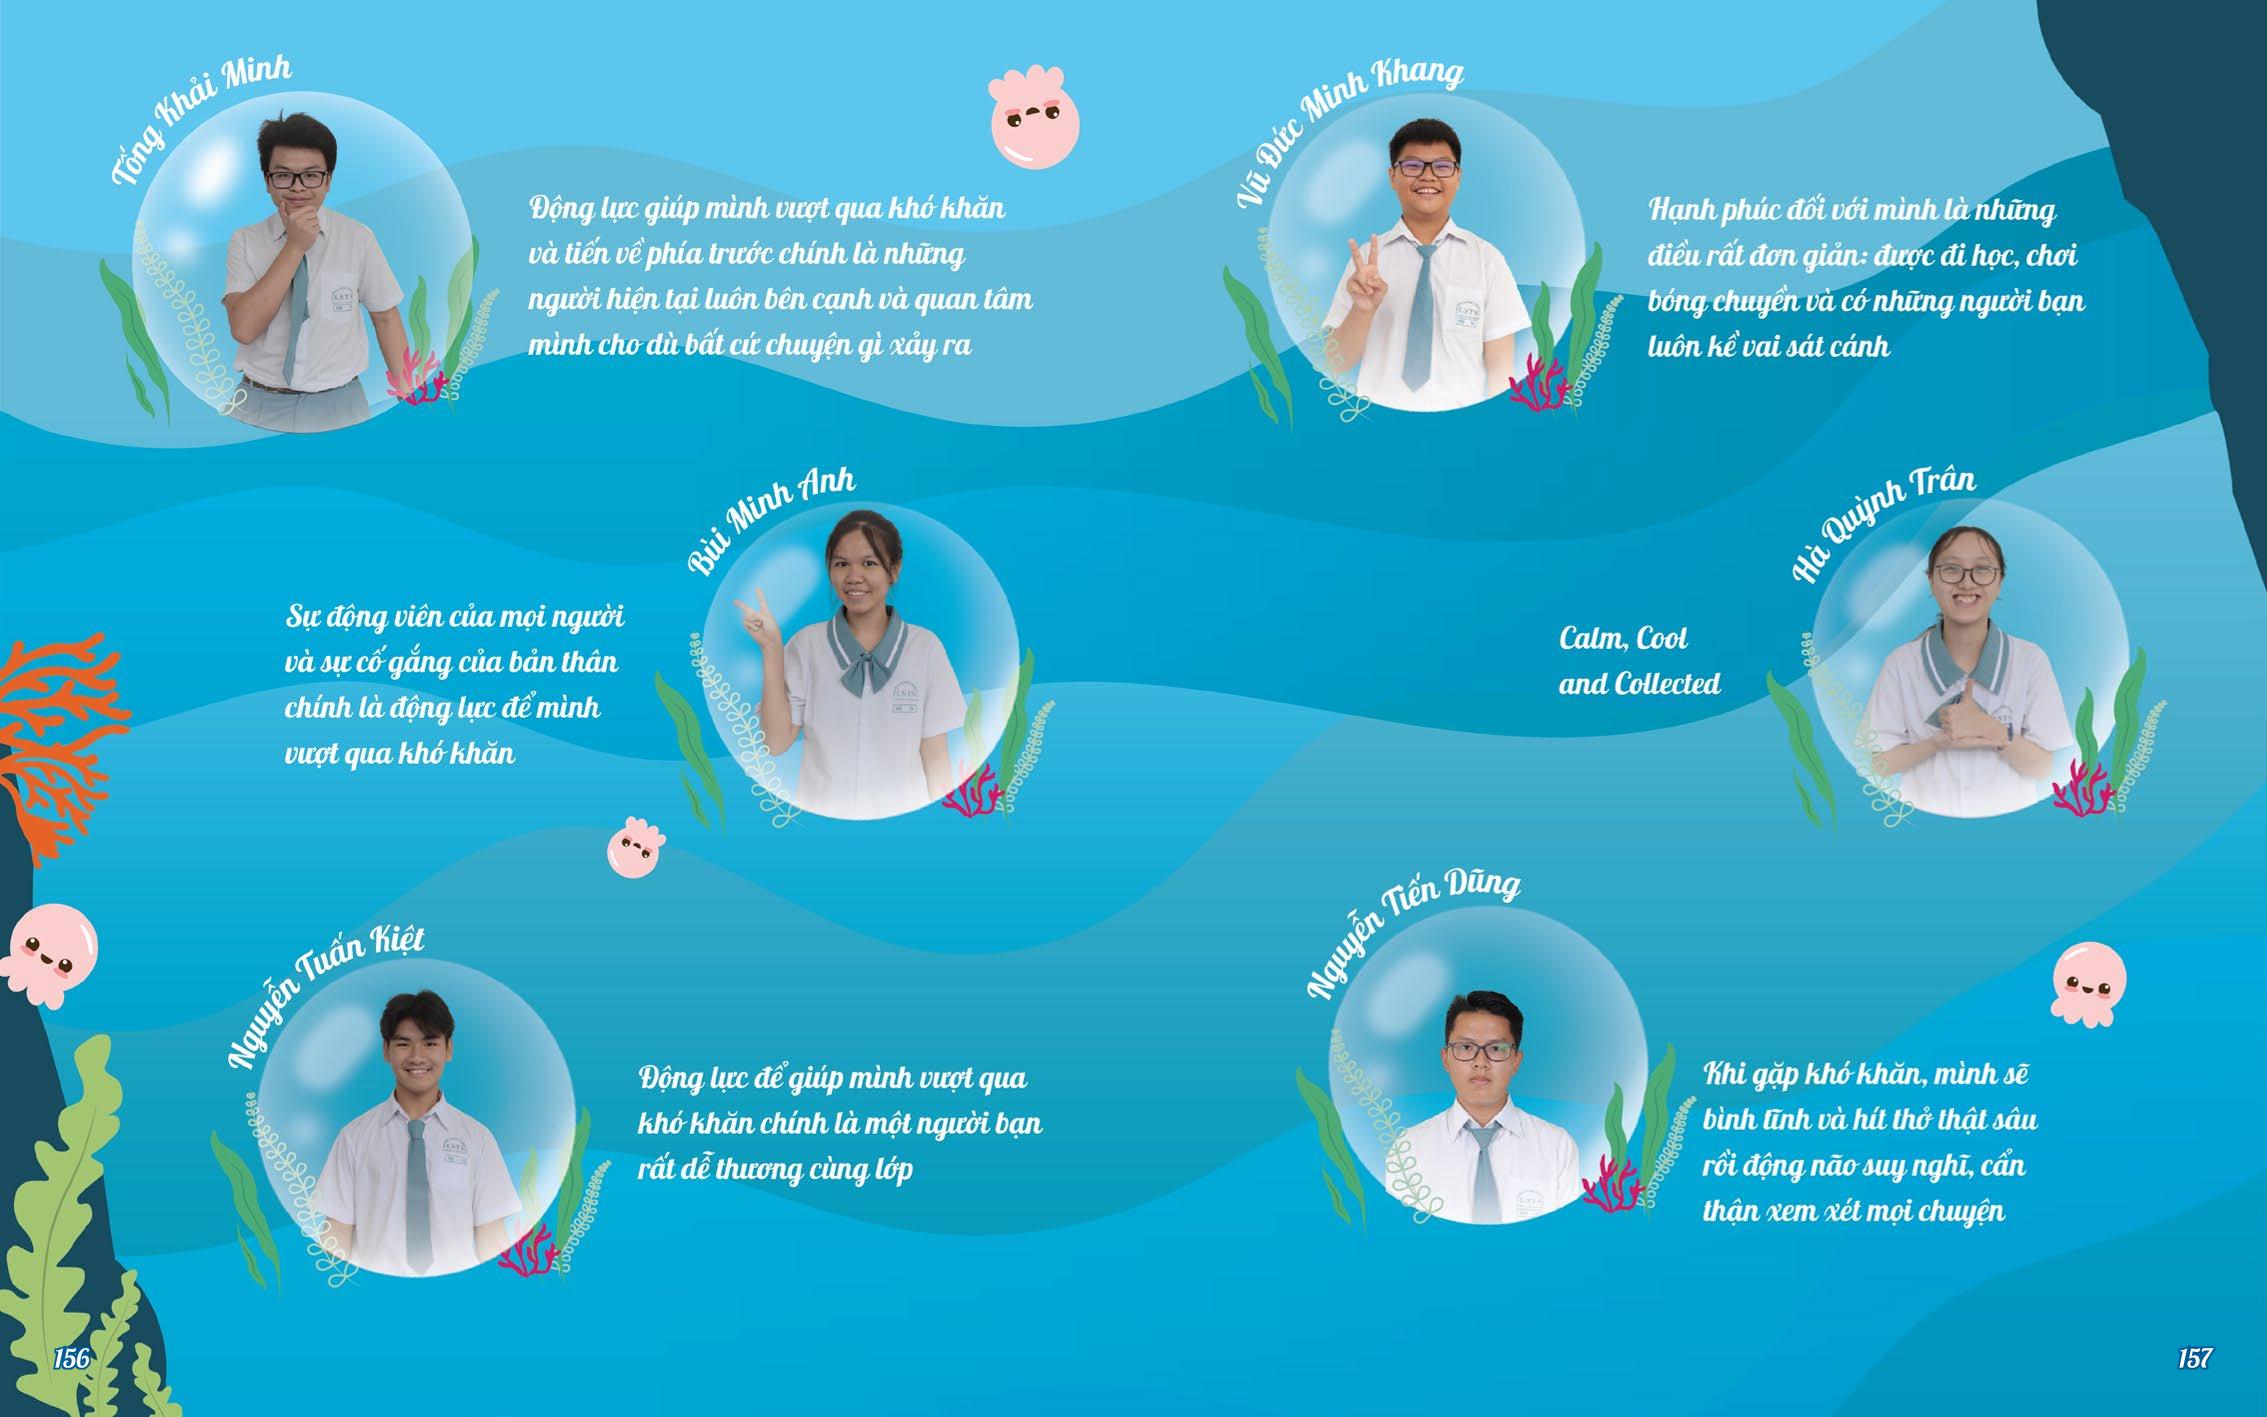 Tống Khải Minh
Động lực giúp mình vượt qua khó khăn
và tiến về phía trước chính là những
người hiện tại luôn bên cạnh và quan tâm
mình cho dù bất cứ chuyện gì xảy ra
Bùi Minh Anh
Sự động viên của mọi người
và sự cố gắng của bản thân
chính là động lực để mình
vượt qua khó khăn
Nguyễn Tuấn Kiệt
Động lực để giúp mình vượt qua
khó khăn chính là một người bạn
rất dễ thương cùng lớp
156
Vũ Đức Minh Khang
Hạnh phúc đối với mình là những
điều rất đơn giản: được đi học, chơi
bóng chuyền và có những người bạn
luôn kề vai sát cánh
Hà Quỳnh Trân
Calm, Cool
and Collected
Nguyễn Tiến Dũng
Khi gặp khó khăn, mình sẽ
bình tĩnh và hít thở thật sâu
rồi động não suy nghĩ, cẩn
thận xem xét mọi chuyện
157